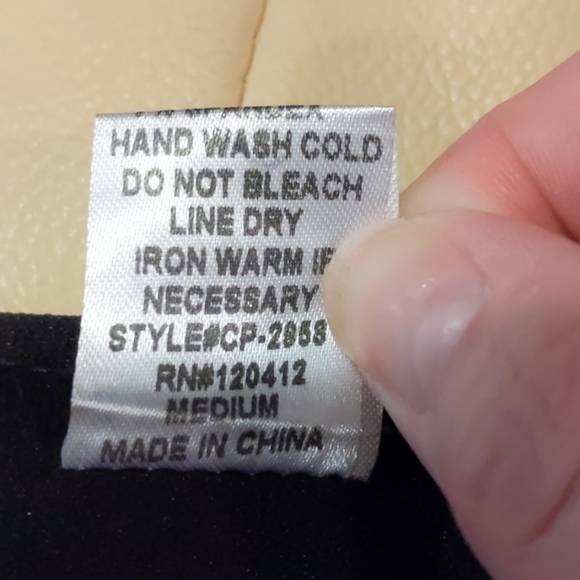 HAND WASH COLD
DO NOT BLEACH
LINE DRY
IRON WARM IF
NECESSARY
STYLE#CP-2958
RN#120412
MEDIUM
MADE IN CHINA